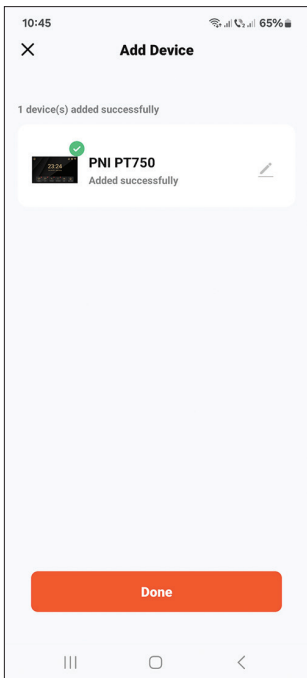 10:45
65%
Add Device
1 device(s) added successfully
PNI PT750
Added successfully
23:24
Done